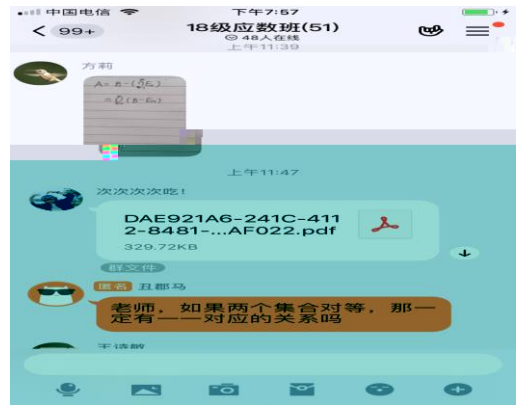 中国电信 下午7:57
< 99+ 18级应数班(51)
48人在线
上午11:39
方莉
上午11:47
次次次次吃！
DAE921A6-241C-411
2-8481-...AF022.pdf
329.72KB
群文件
匿名 丑郡马
老师，如果两个集合对等，那一
定有一一对应的关系吗
王诗敏